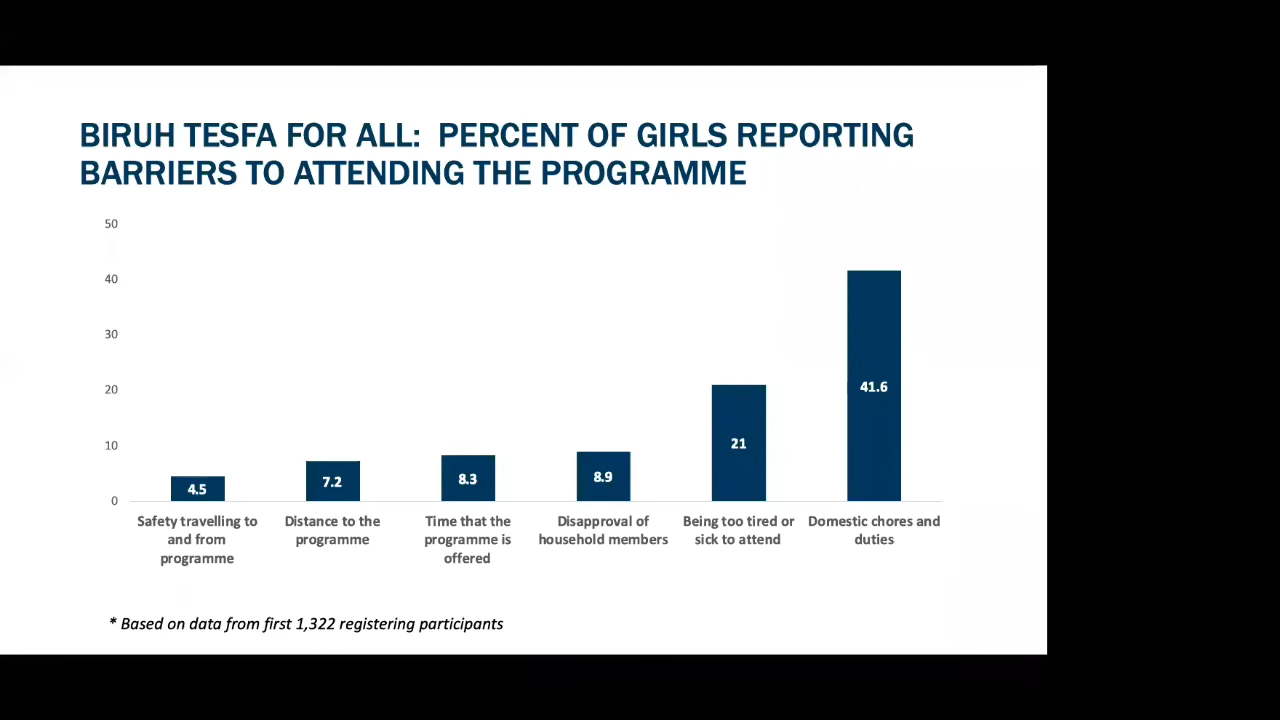 BIRUH TESFA FOR ALL: PERCENT OF GIRLS REPORTING
BARRIERS TO ATTENDING THE PROGRAMME
50
40
30
20
10
0
4.5
7.2
8.3
8.9
21
41.6
Safety travelling to
and from
programme
Distance to the
programme
Time that the
programme is
offered
Disapproval of
household members
Being too tired or
sick to attend
Domestic chores and
duties
* Based on data from first 1,322 registering participants